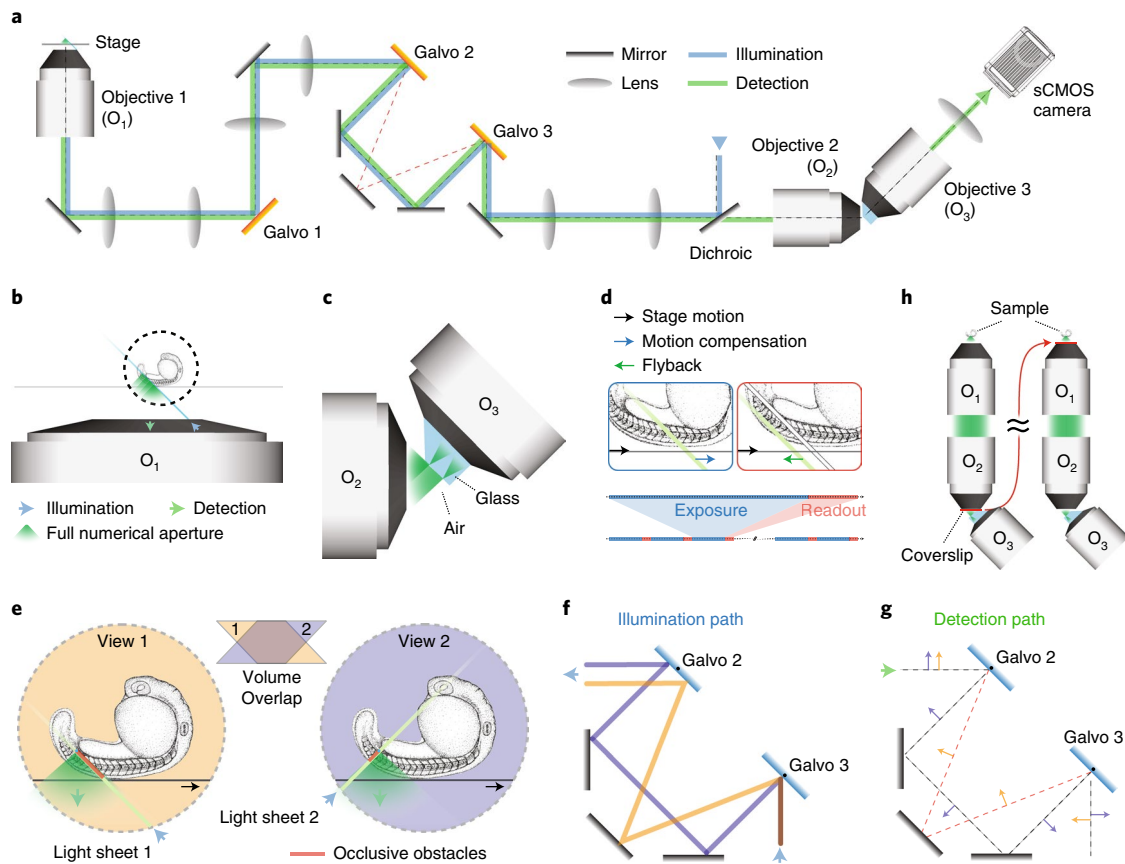 a
Stage
Objective 1
(O1)
Galvo 1
Galvo 2
Galvo 3
Mirror
Lens
Illumination
Detection
Dichroic
Objective 2
(O2)
Objective 3
(O3)
sCMOS
camera
b
O1
Illumination
Detection
Full numerical aperture
c
O2
O3
Glass
Air
d
Stage motion
Motion compensation
Flyback
Exposure
Readout
h
Sample
O1
O1
≈
O2
O2
Coverslip
O3
O3
e
View 1
1
2
Volume
Overlap
View 2
Light sheet 1
Light sheet 2
Occlusive obstacles
f
Illumination path
Galvo 2
Galvo 3
g
Detection path
Galvo 2
Galvo 3